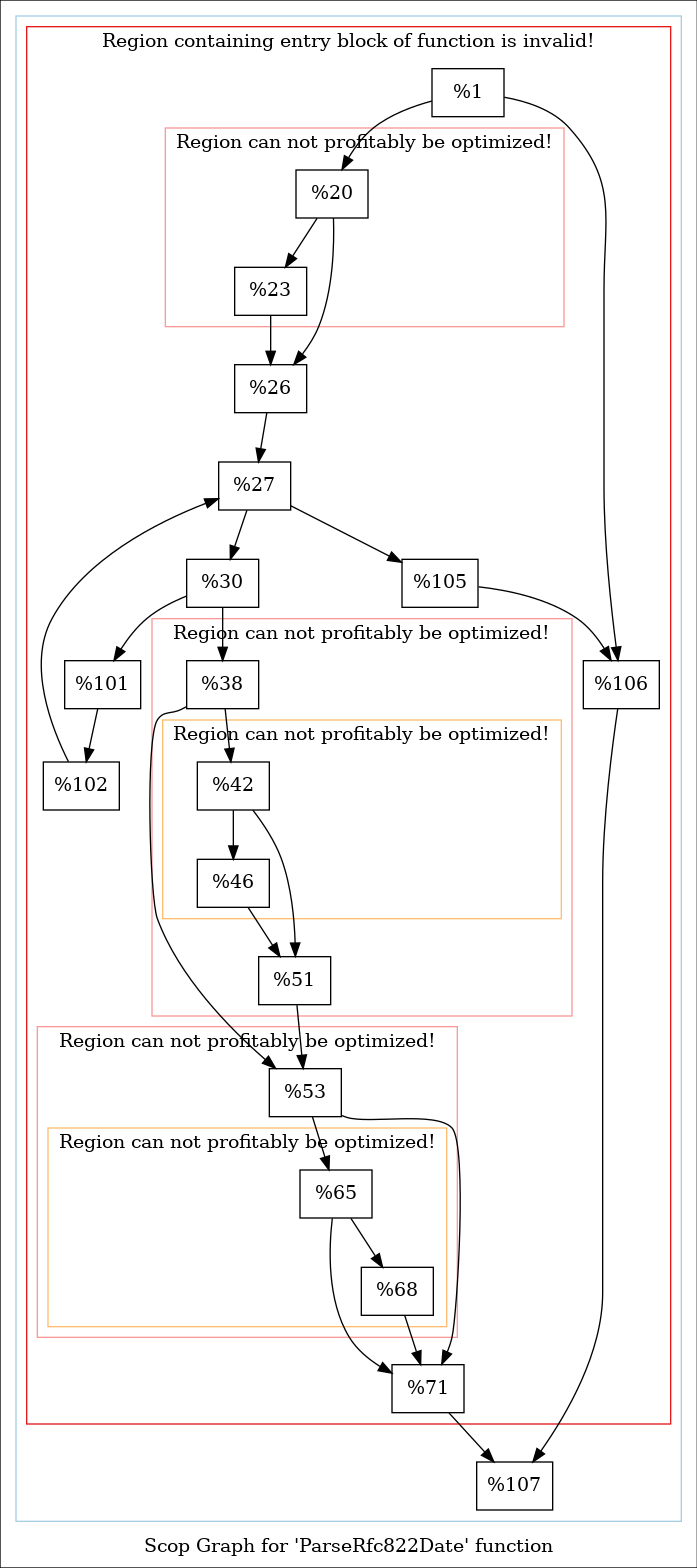 Region containing entry block of function is invalid!
%1
Region can not profitably be optimized!
%20
%23
%26
%27
%30
%105
Region can not profitably be optimized!
%101
%38
%106
Region can not profitably be optimized!
%102
%42
%46
%51
Region can not profitably be optimized!
%53
Region can not profitably be optimized!
%65
%68
%71
%107
Scop Graph for 'ParseRfc822Date' function